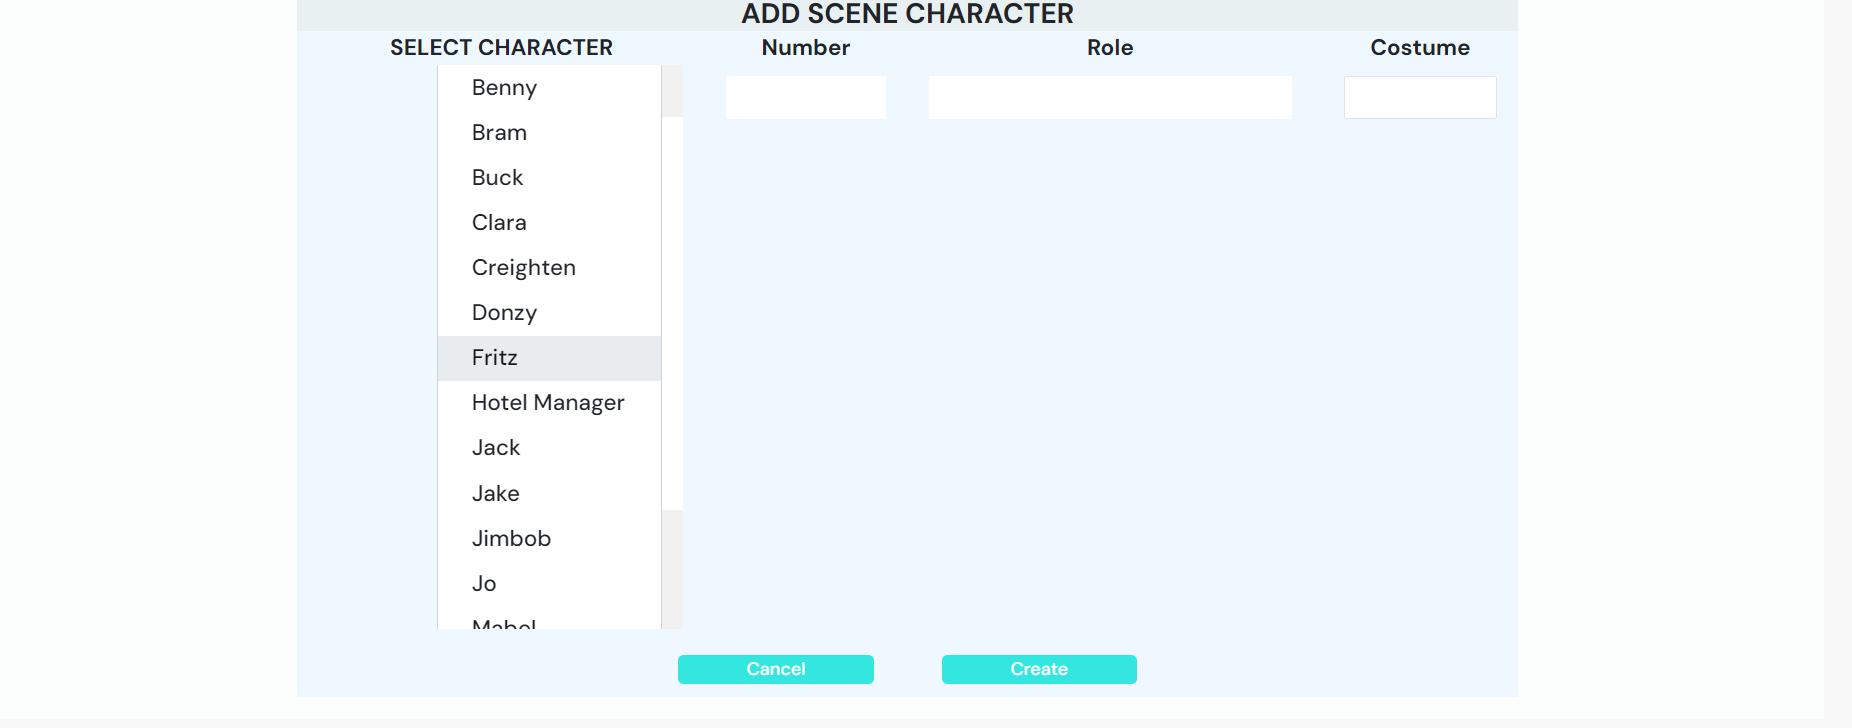 ADD SCENE CHARACTER
SELECT CHARACTER Number Role Costume
Benny
Bram
Buck
Clara
Creighten
Donzy
Fritz
Hotel Manager
Jack
Jake
Jimbob
Jo
Mabel
Cancel Create